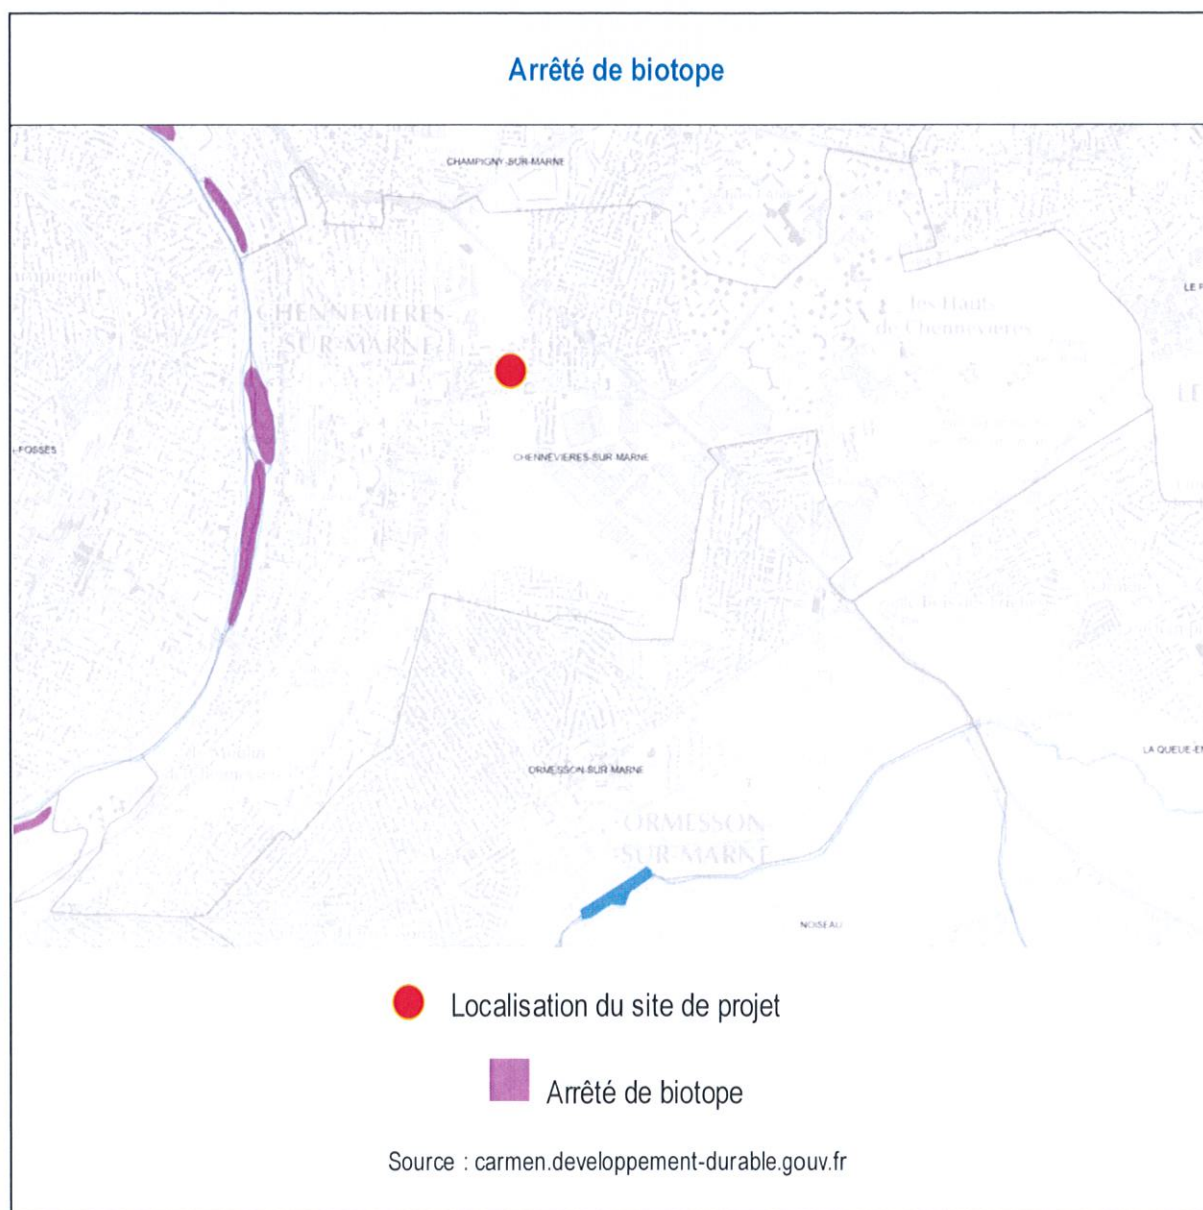 Arrêté de biotope
CHAMPIGNY-SUR-MARNE
LE
CHENNEVIERES-
SUR-MARNE
les Hauts
de Chennevières
LE
-FOSSES
CHENNEVIERES-SUR MARNE
LA QUEUE-EN
ORMESSON-SUR MARNE
ORMESSON-
SUR-MARNE
NOISEAU
Localisation du site de projet
Arrêté de biotope
Source : carmen.developpement-durable.gouv.fr